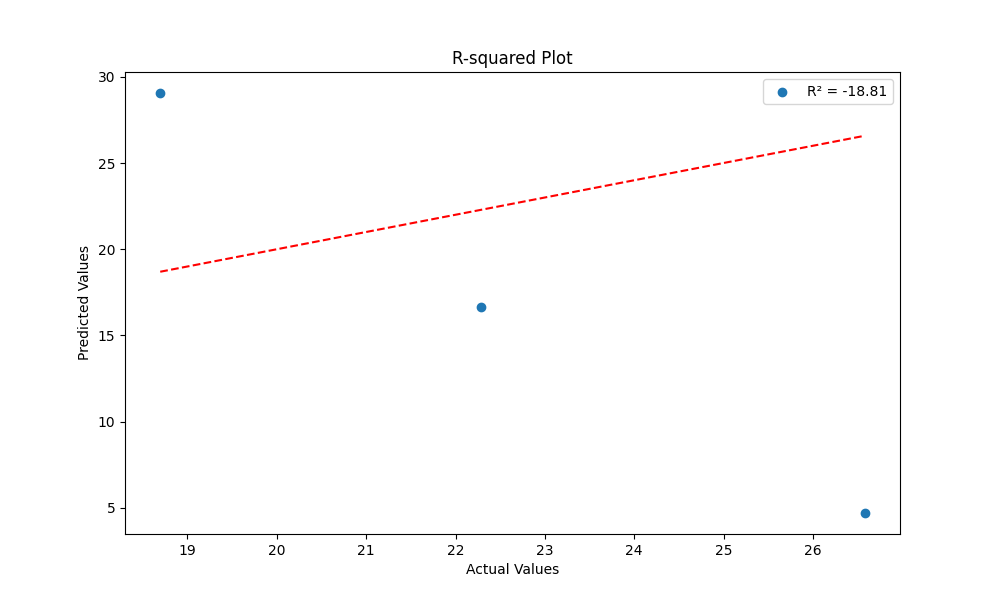 R-squared Plot
R² = -18.81
30
25
20
15
10
5
Predicted Values
19 20 21 22 23 24 25 26
Actual Values